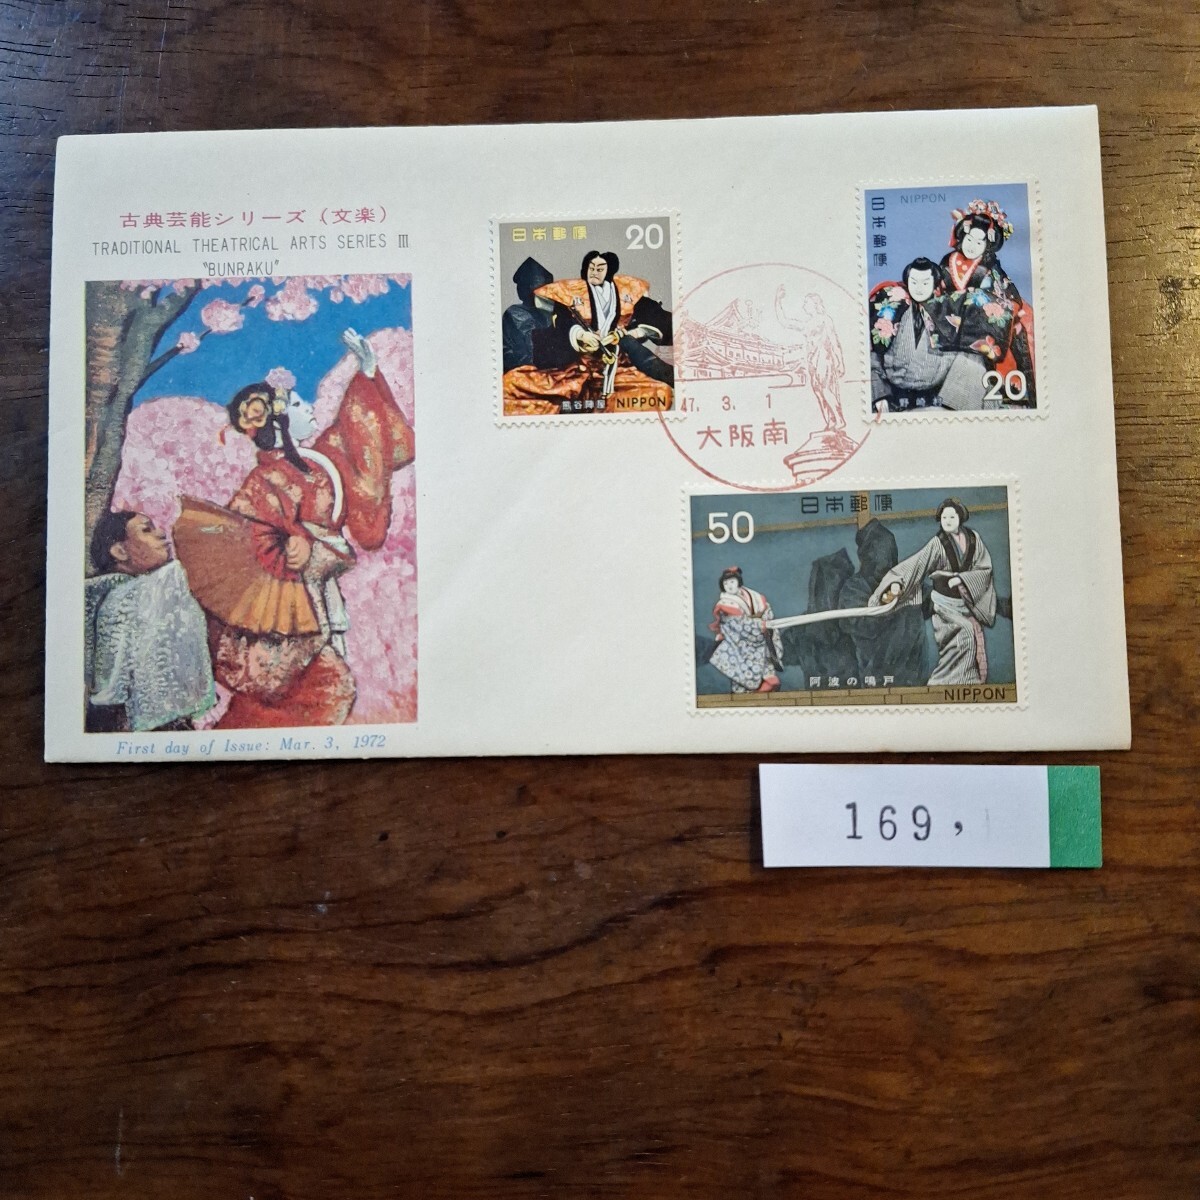 古典芸能シリーズ(文楽)
TRADITIONAL THEATRICAL ARTS SERIES III
"BUNRAKU"
First day of Issue: Mar. 3, 1972
日本郵便 20
熊谷陣屋 NIPPON
47. 3. 1
大阪南
NIPPON
日本郵便
20
野崎村
日本郵便
50
阿波の鳴戸
NIPPON
169,